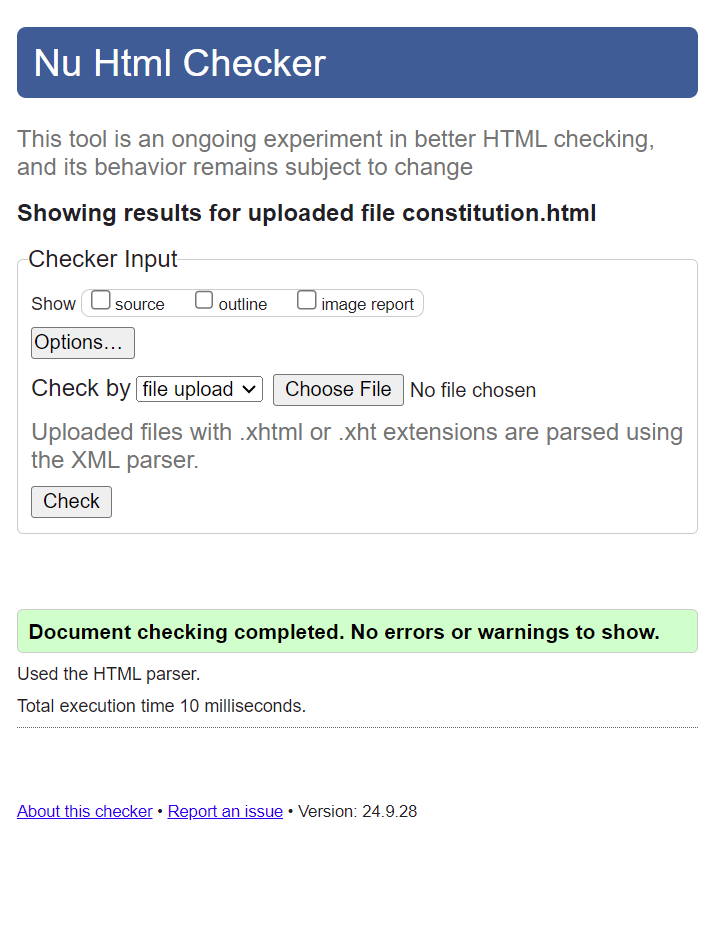 Nu Html Checker
This tool is an ongoing experiment in better HTML checking,
and its behavior remains subject to change
Showing results for uploaded file constitution.html
Checker Input
Show source outline image report
Options…
Check by file upload Choose File No file chosen
Uploaded files with .xhtml or .xht extensions are parsed using
the XML parser.
Check
Document checking completed. No errors or warnings to show.
Used the HTML parser.
Total execution time 10 milliseconds.
About this checker • Report an issue • Version: 24.9.28